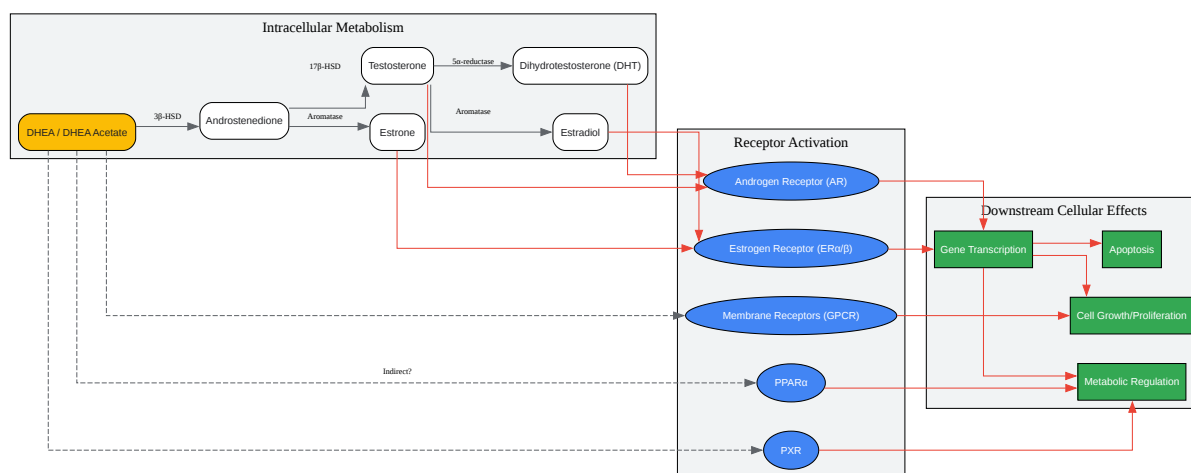 Intracellular Metabolism
17β-HSD
Testosterone
5α-reductase
Dihydrotestosterone (DHT)
DHEA / DHEA Acetate
3β-HSD
Androstenedione
Aromatase
Estrone
Aromatase
Estradiol
Receptor Activation
Androgen Receptor (AR)
Estrogen Receptor (ERα/β)
Membrane Receptors (GPCR)
Indirect?
PPARα
PXR
Downstream Cellular Effects
Gene Transcription
Apoptosis
Cell Growth/Proliferation
Metabolic Regulation